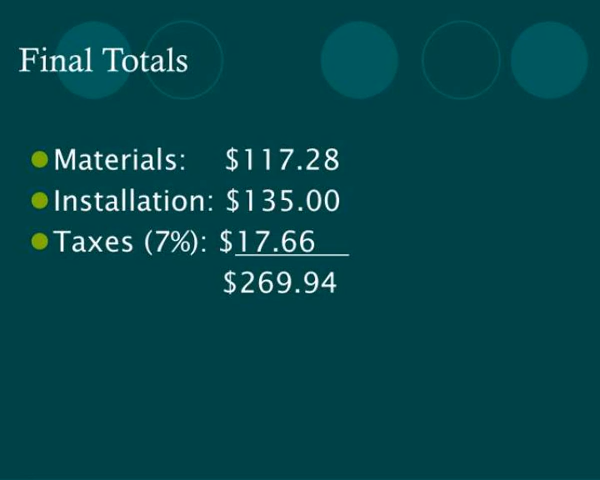 Final Totals
Materials: $117.28
Installation: $135.00
Taxes (7%): $17.66
$269.94